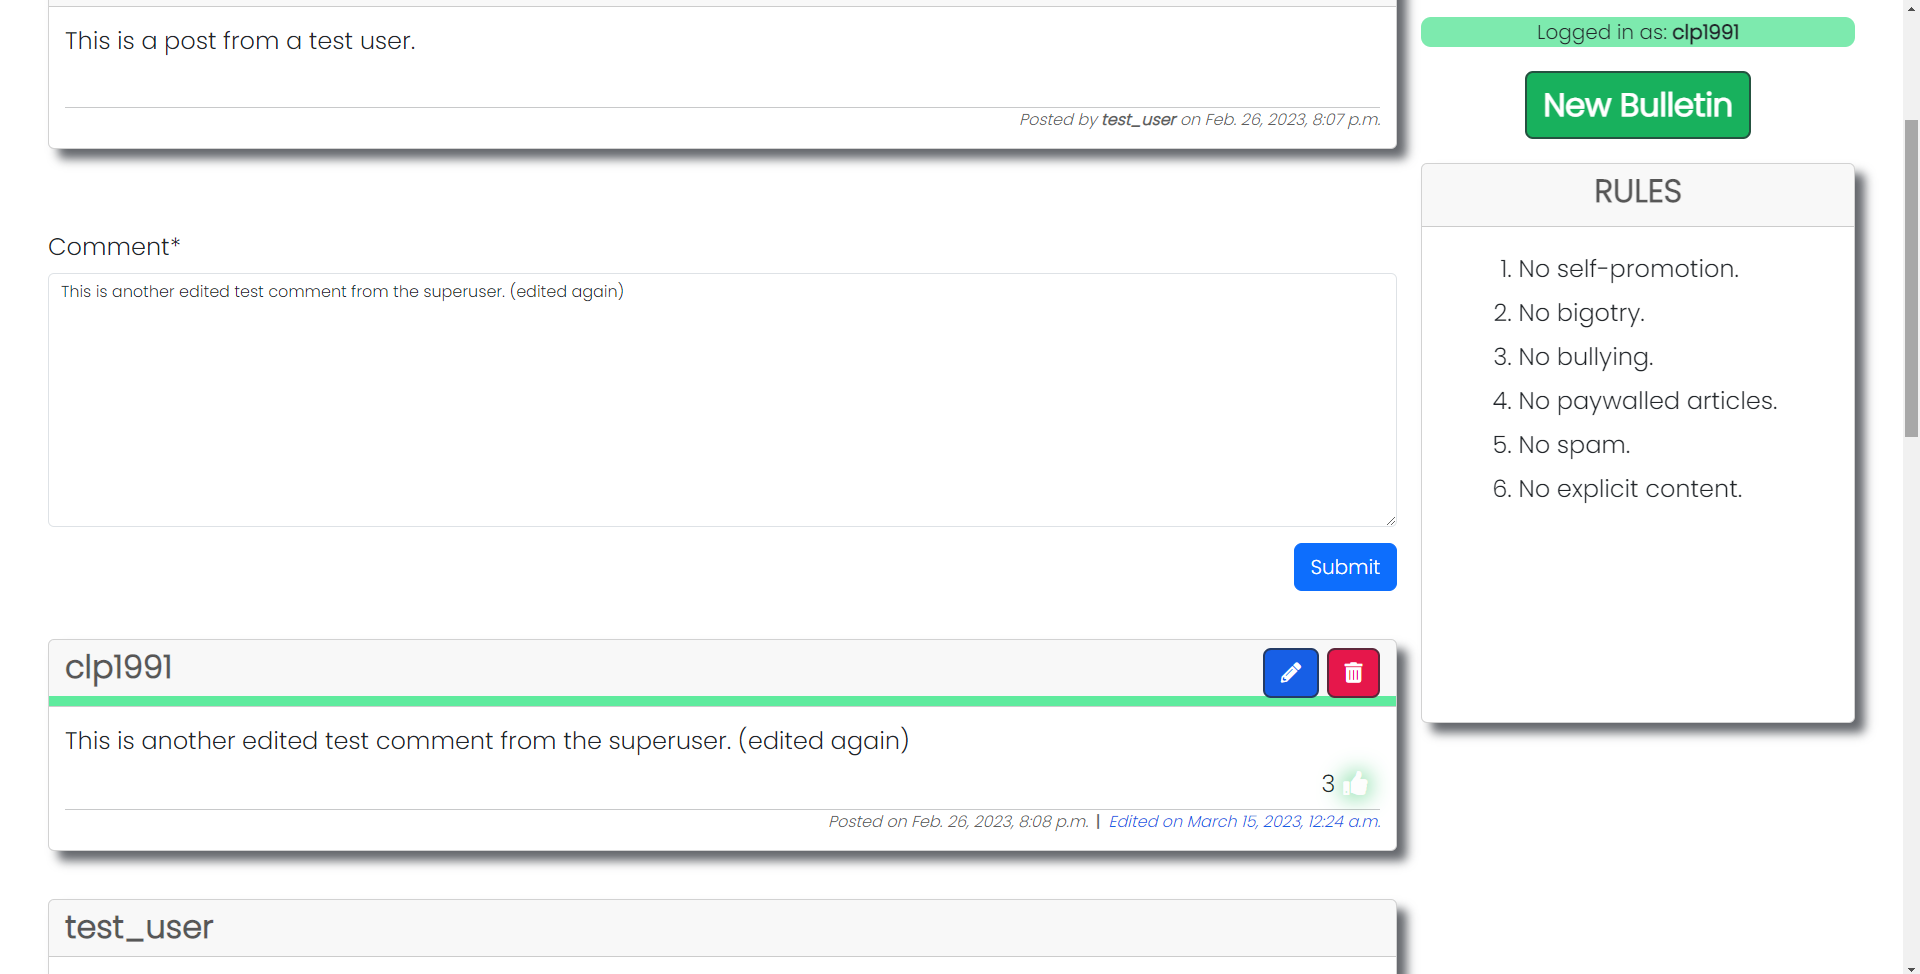 This is a post from a test user.
Posted by test_user on Feb. 26, 2023, 8:07 p.m.
Comment*
This is another edited test comment from the superuser. (edited again)
Submit
clp1991
This is another edited test comment from the superuser. (edited again)
3
Posted on Feb. 26, 2023, 8:08 p.m. | Edited on March 15, 2023, 12:24 a.m.
test_user
Logged in as: clp1991
New Bulletin
RULES
1. No self-promotion.
2. No bigotry.
3. No bullying.
4. No paywalled articles.
5. No spam.
6. No explicit content.